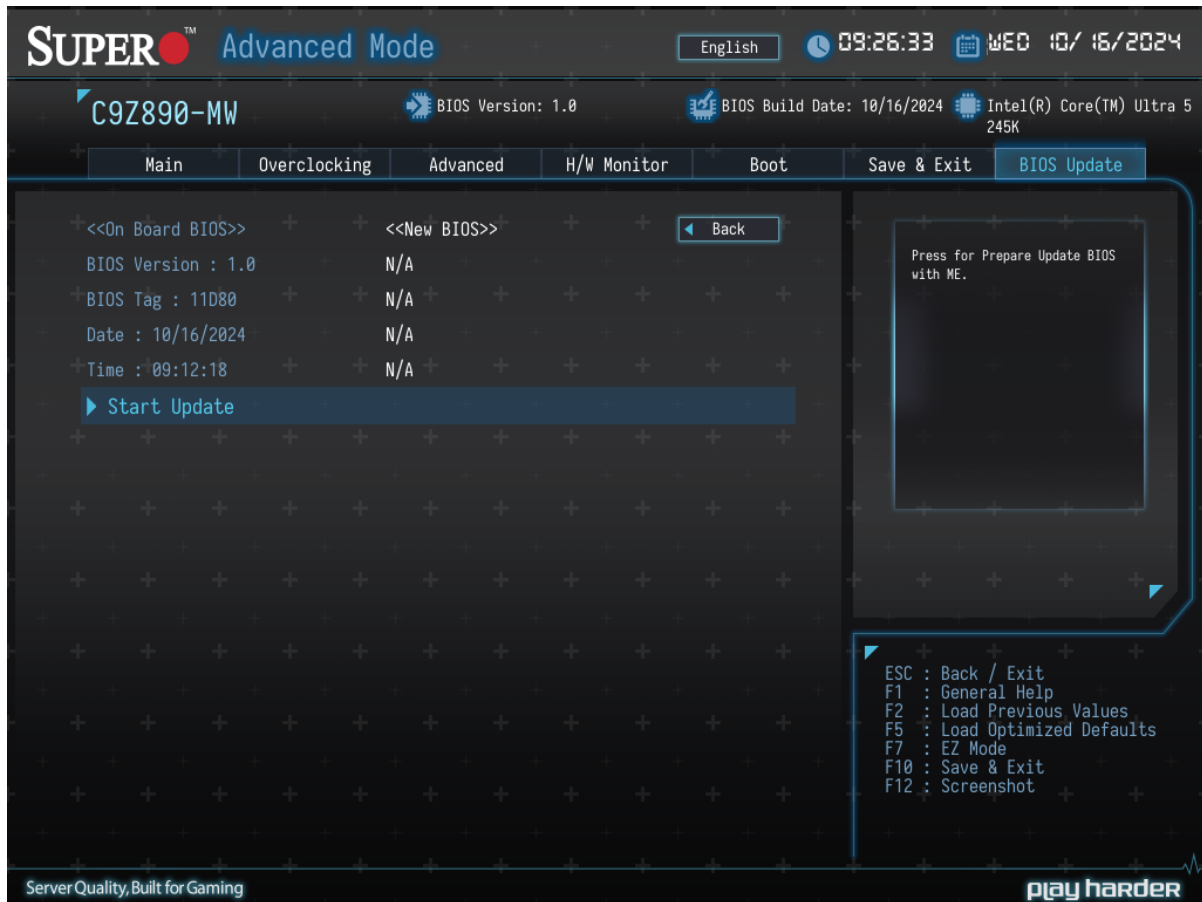 SUPER™ Advanced Mode English 09:26:33 WED 10/16/2024
C9Z890-MW BIOS Version: 1.0 BIOS Build Date: 10/16/2024 Intel(R) Core(TM) Ultra 5
245K
Main Overclocking Advanced H/W Monitor Boot Save & Exit BIOS Update
<<On Board BIOS>> <<New BIOS>> Back
BIOS Version : 1.0 N/A
BIOS Tag : 11D80 N/A
Date : 10/16/2024 N/A
Time : 09:12:18 N/A
Start Update
Press for Prepare Update BIOS
with ME.
ESC : Back / Exit
F1 : General Help
F2 : Load Previous Values
F5 : Load Optimized Defaults
F7 : EZ Mode
F10 : Save & Exit
F12 : Screenshot
Server Quality, Built for Gaming play harder